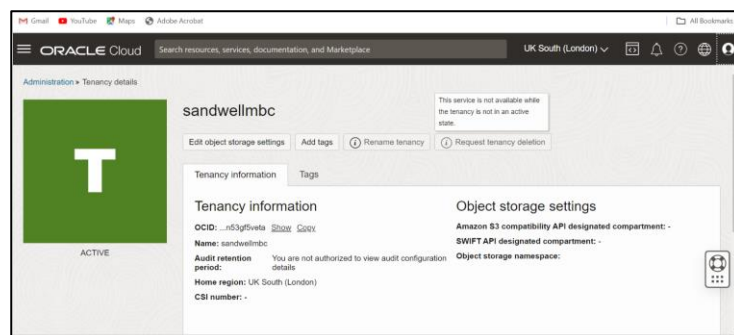 Gmail YouTube Maps Adobe Acrobat All Bookmarks
ORACLE Cloud Search resources, services, documentation, and Marketplace UK South (London)
Administration » Tenancy details
sandwellmbc
This service is not available while
the tenancy is not in an active
state.
Edit object storage settings Add tags Rename tenancy Request tenancy deletion
T
ACTIVE
Tenancy information Tags
Tenancy information
OCID: ...n53gf5veta Show Copy
Name: sandwellmbc
Audit retention period: You are not authorized to view audit configuration details
Home region: UK South (London)
CSI number: -
Object storage settings
Amazon S3 compatibility API designated compartment: -
SWIFT API designated compartment: -
Object storage namespace: